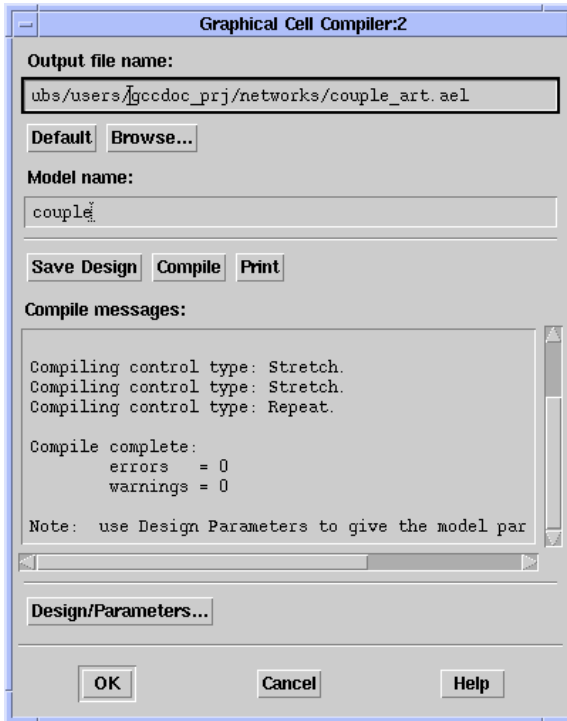 Graphical Cell Compiler:2
Output file name:
ubs/users/gccdoc_prj/networks/couple_art.ael
Default Browse...
Model name:
couple
Save Design Compile Print
Compile messages:
Compiling control type: Stretch.
Compiling control type: Stretch.
Compiling control type: Repeat.
Compile complete:
errors = 0
warnings = 0
Note: use Design Parameters to give the model par
Design/Parameters...
OK Cancel Help